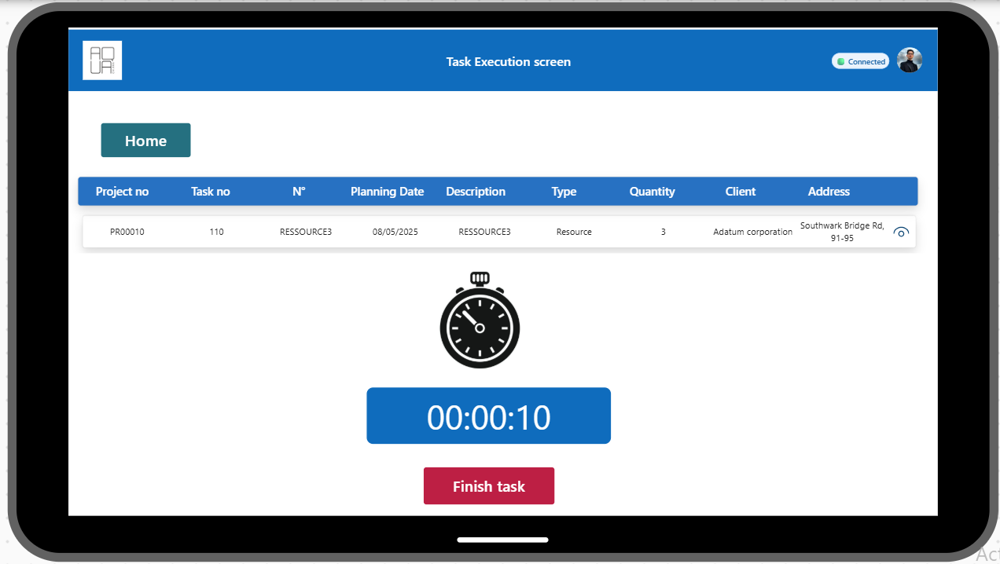 AQ
UA
Task Execution screen
Connected
Home
Project no Task no N° Planning Date Description Type Quantity Client Address
PR00010 110 RESSOURCE3 08/05/2025 RESSOURCE3 Resource 3 Adatum corporation Southwark Bridge Rd,
91-95
00:00:10
Finish task